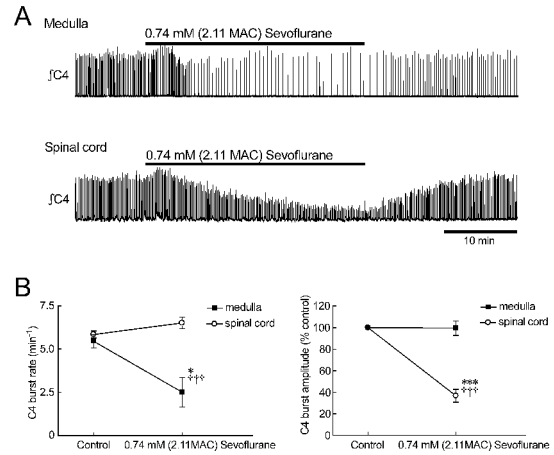 A
Medulla
0.74 mM (2.11 MAC) Sevoflurane
∫C4
Spinal cord
0.74 mM (2.11 MAC) Sevoflurane
∫C4
10 min
B
7.5
5.0
2.5
0
C4 burst rate (min⁻¹)
medulla
spinal cord
*
†††
Control
0.74 mM (2.11MAC) Sevoflurane
120
100
80
60
40
20
0
C4 burst amplitude (% control)
medulla
spinal cord
***
†††
Control
0.74 mM (2.11MAC) Sevoflurane